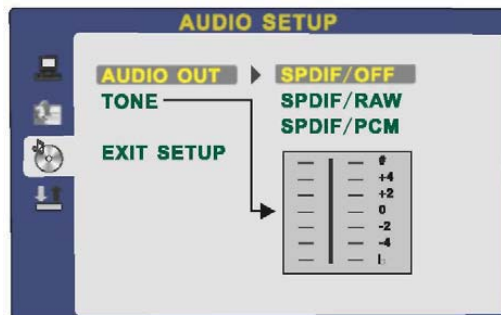 AUDIO SETUP
AUDIO OUT SPDIF/OFF
TONE SPDIF/RAW
SPDIF/PCM
EXIT SETUP
#
+4
+2
0
-2
-4
b